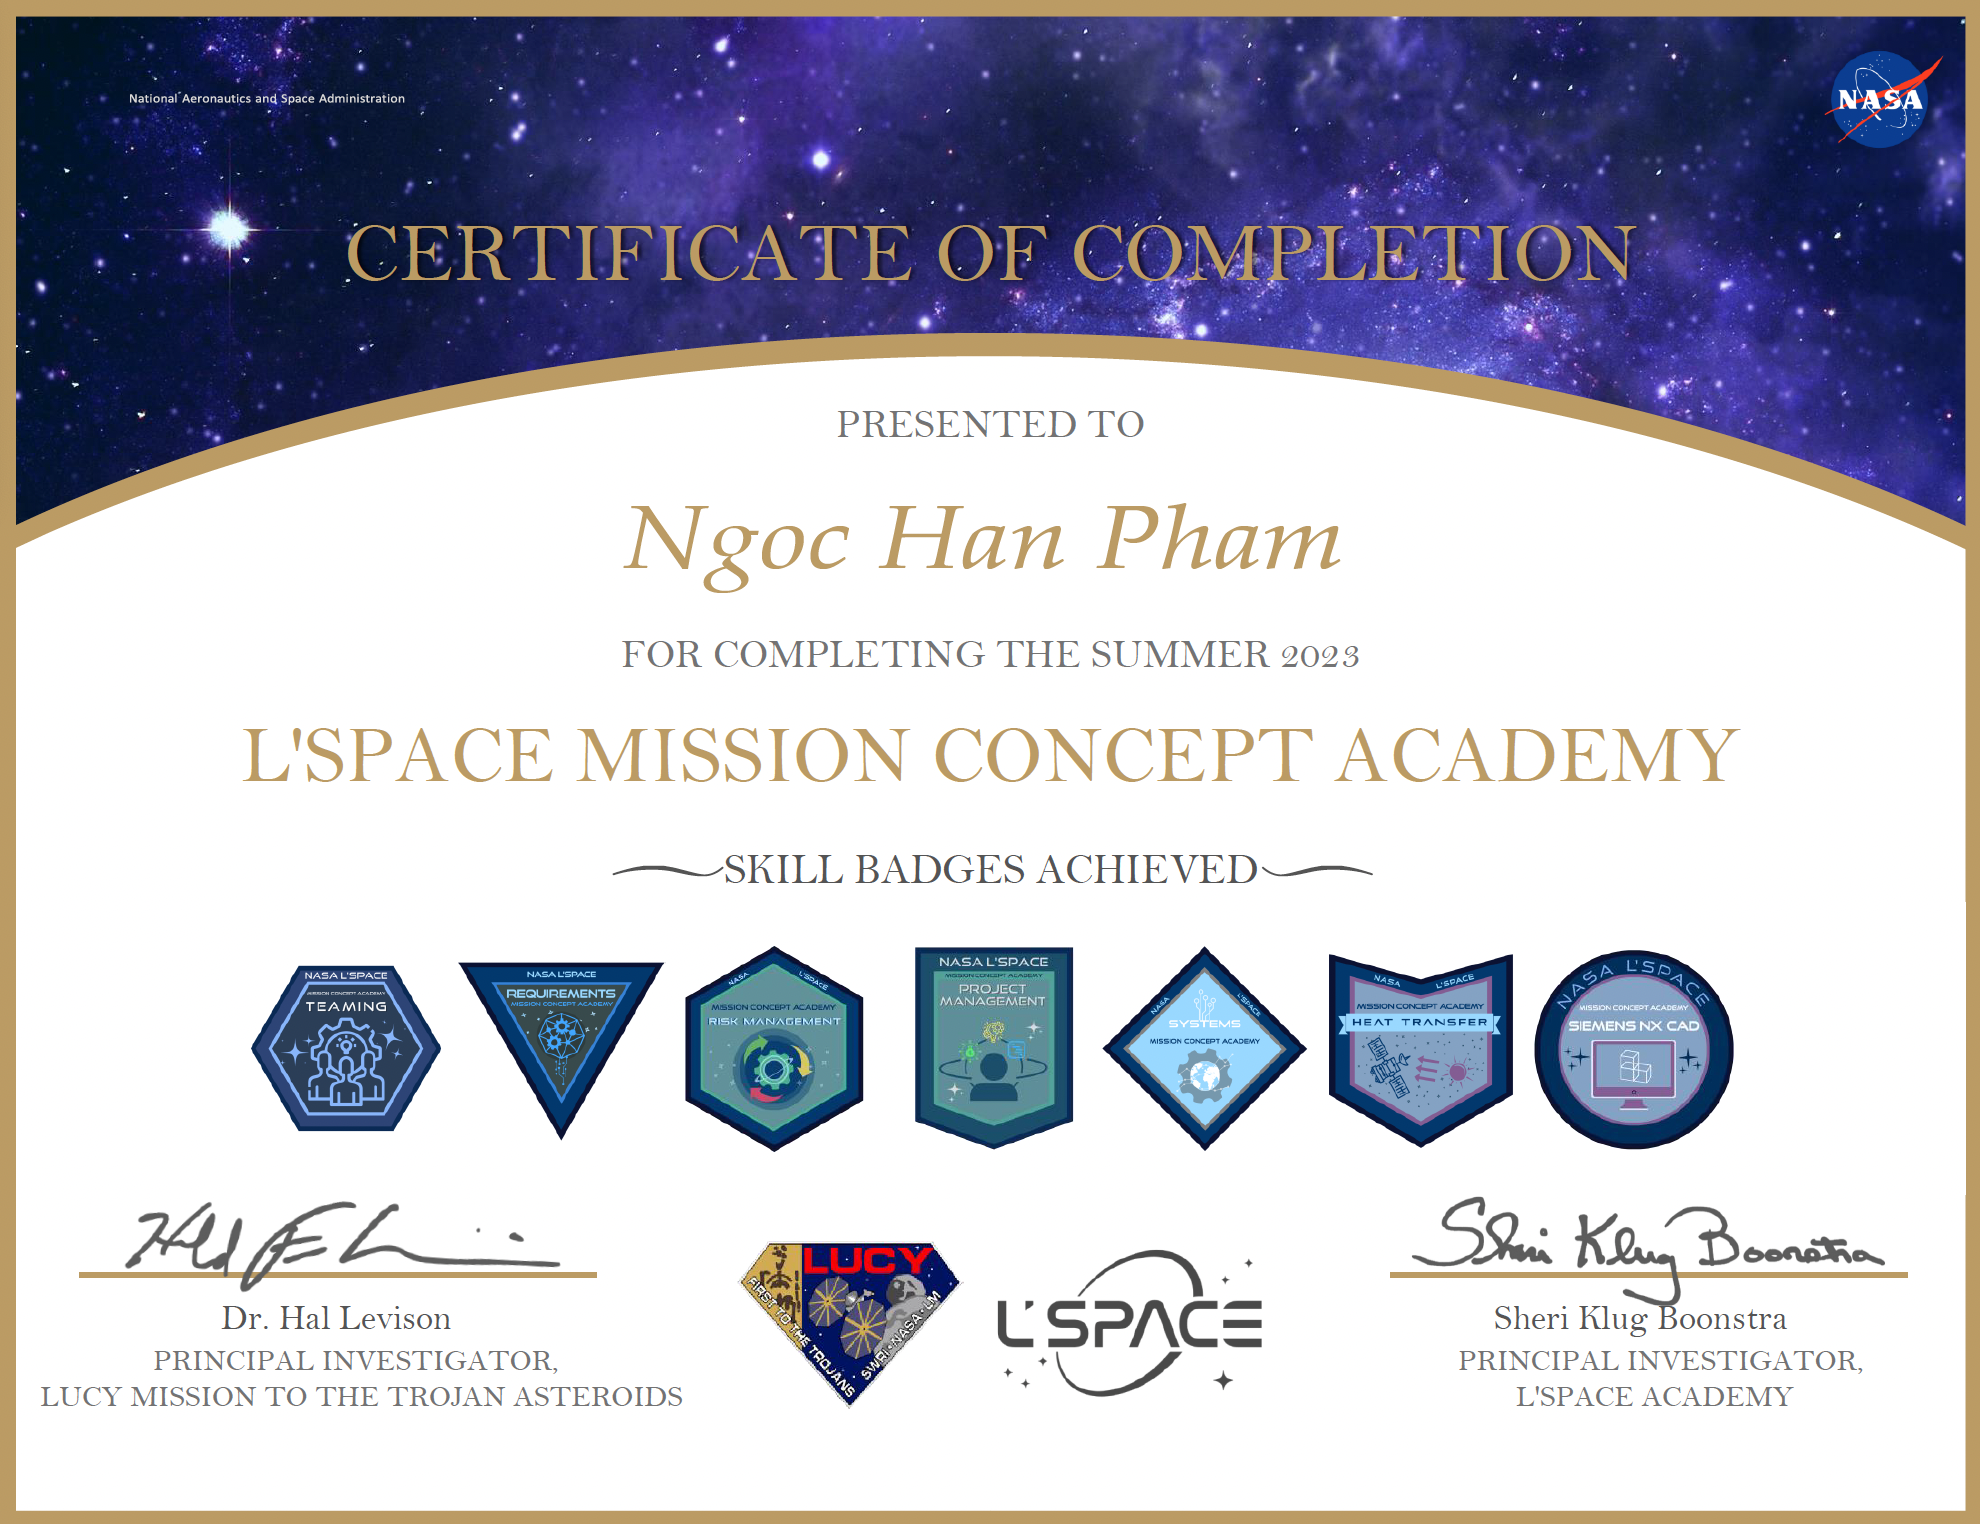 National Aeronautics and Space Administration
NASA
CERTIFICATE OF COMPLETION
PRESENTED TO
Ngoc Han Pham
FOR COMPLETING THE SUMMER 2023
L'SPACE MISSION CONCEPT ACADEMY
SKILL BADGES ACHIEVED
NASA L'SPACE
MISSION CONCEPT ACADEMY
TEAMING
NASA L'SPACE
REQUIREMENTS
MISSION CONCEPT ACADEMY
NASA L'SPACE
MISSION CONCEPT ACADEMY
RISK MANAGEMENT
NASA L'SPACE
MISSION CONCEPT ACADEMY
PROJECT
MANAGEMENT
NASA L'SPACE
SYSTEMS
MISSION CONCEPT ACADEMY
NASA L'SPACE
MISSION CONCEPT ACADEMY
HEAT TRANSFER
NASA L'SPACE
MISSION CONCEPT ACADEMY
SIEMENS NX CAD
Hal F L
Dr. Hal Levison
PRINCIPAL INVESTIGATOR,
LUCY MISSION TO THE TROJAN ASTEROIDS
LUCY
FIRST TO THE TROJANS
SWRI·NASA·LM
L'SPACE
Sheri Klug Boonstra
Sheri Klug Boonstra
PRINCIPAL INVESTIGATOR,
L'SPACE ACADEMY